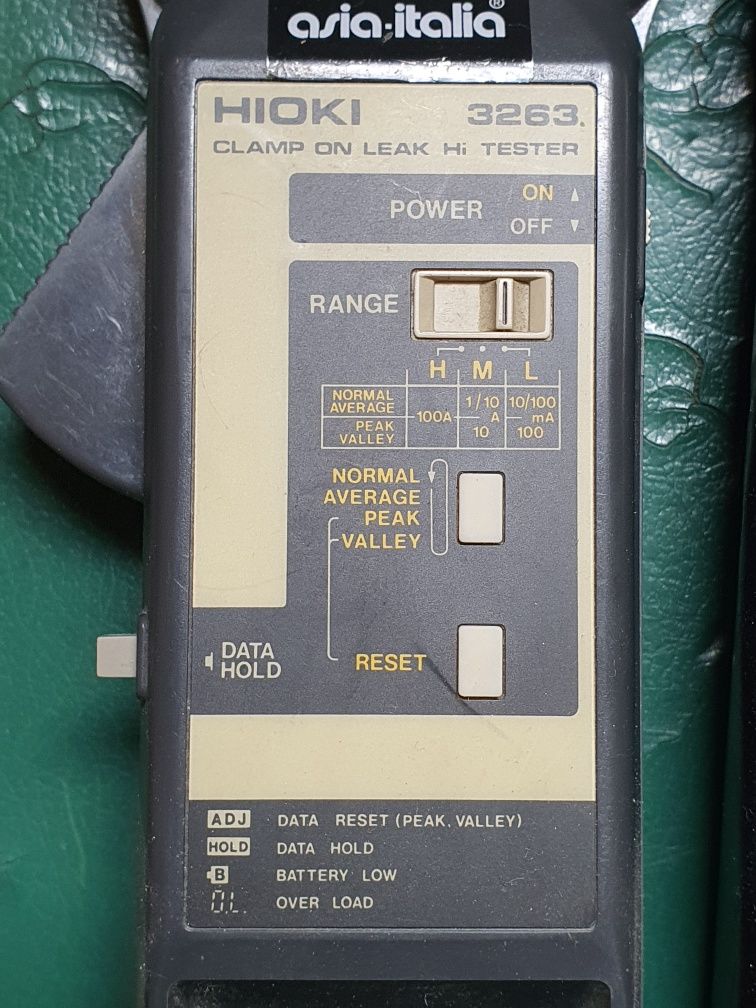 asia-italia®
HIOKI 3263
CLAMP ON LEAK Hi TESTER
POWER ON ▲
OFF ▼
RANGE
H M L
NORMAL AVERAGE 100A 1/10 A 10/100 mA
PEAK VALLEY 10 100
NORMAL
AVERAGE
PEAK
VALLEY
DATA
HOLD
RESET
ADJ DATA RESET (PEAK, VALLEY)
HOLD DATA HOLD
B BATTERY LOW
O.L. OVER LOAD